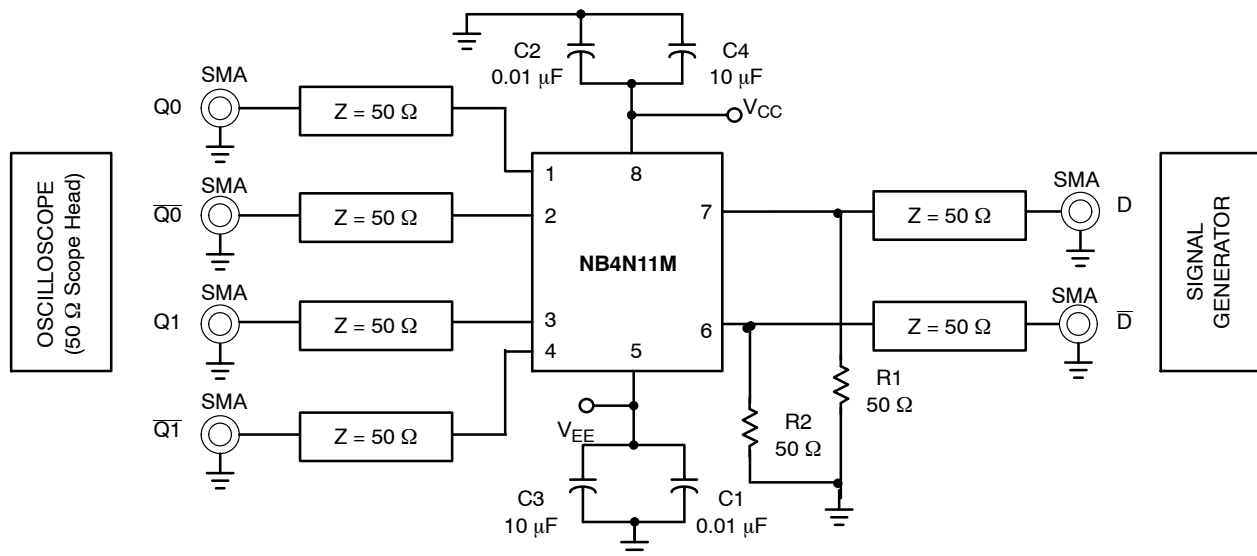 C2
0.01 μF
C4
10 μF
V_CC
SMA
Q0
Z = 50 Ω
SMA
Q̅0̅
Z = 50 Ω
SMA
Q1
Z = 50 Ω
SMA
Q̅1̅
Z = 50 Ω
OSCILLOSCOPE
(50 Ω Scope Head)
1
2
3
4
5
6
7
8
NB4N11M
Z = 50 Ω
SMA
D
Z = 50 Ω
SMA
D̅
SIGNAL
GENERATOR
R1
50 Ω
R2
50 Ω
V_EE
C3
10 μF
C1
0.01 μF